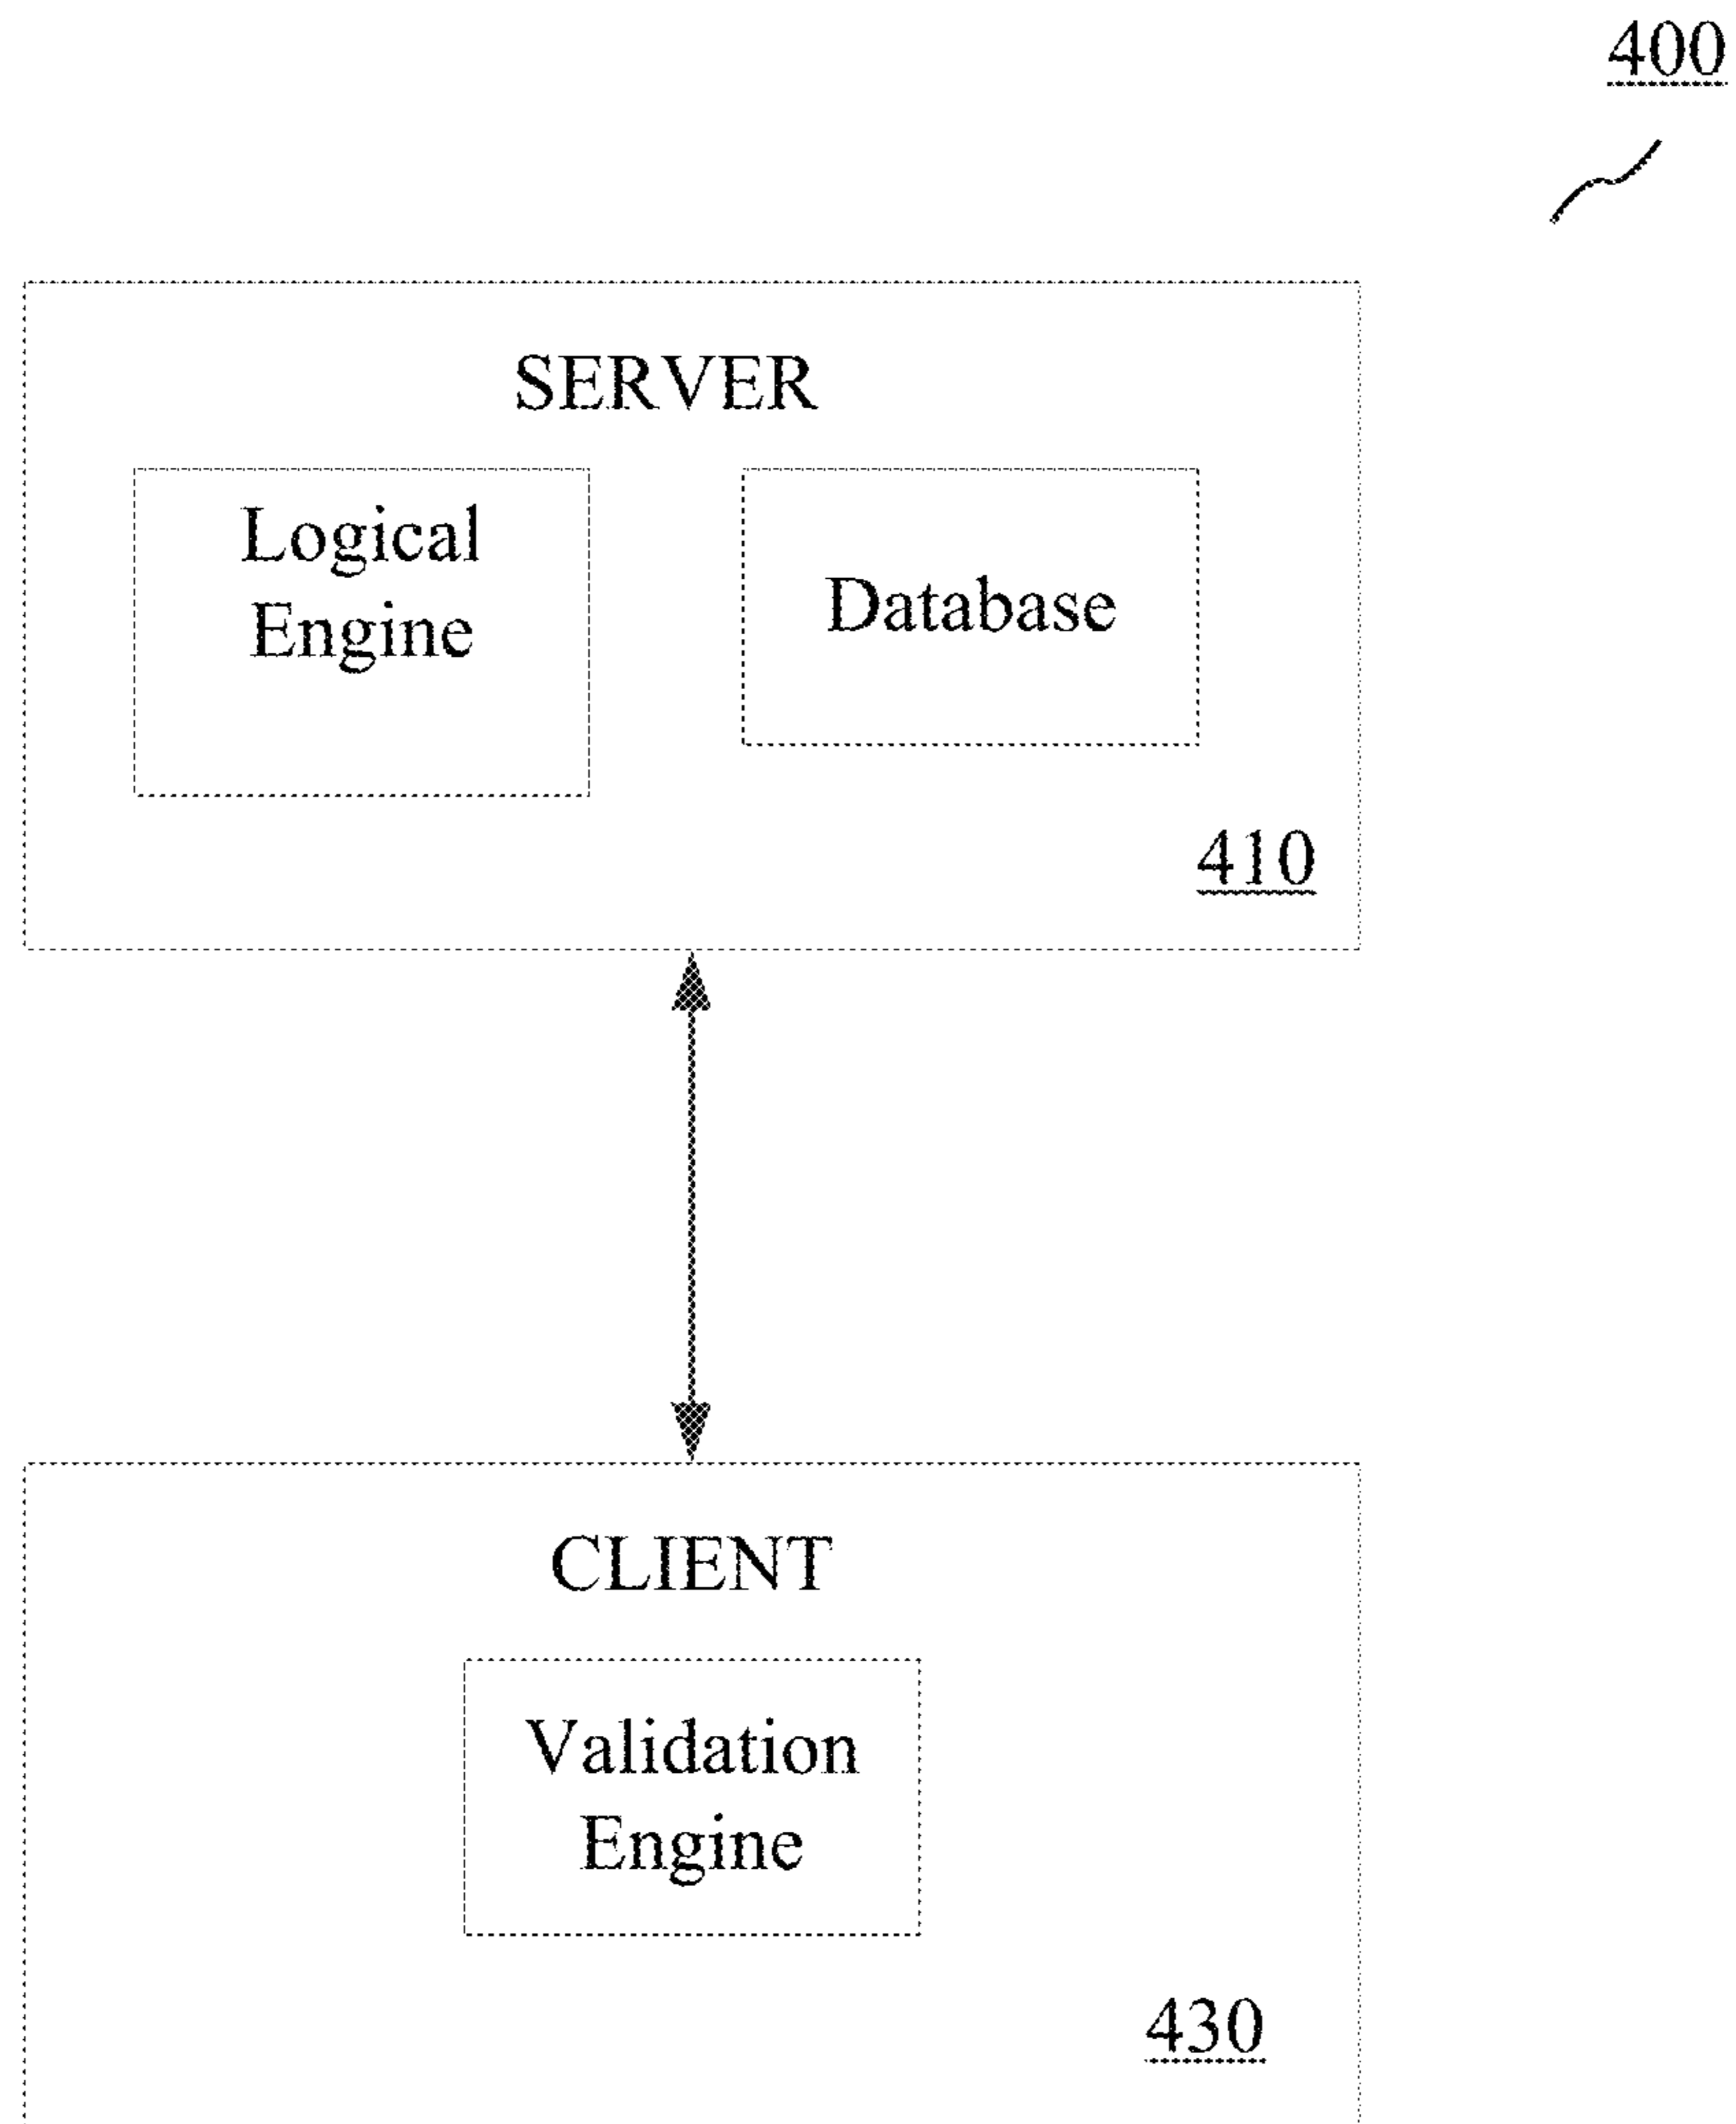 400
SERVER
Logical
Engine
Database
410
CLIENT
Validation
Engine
430